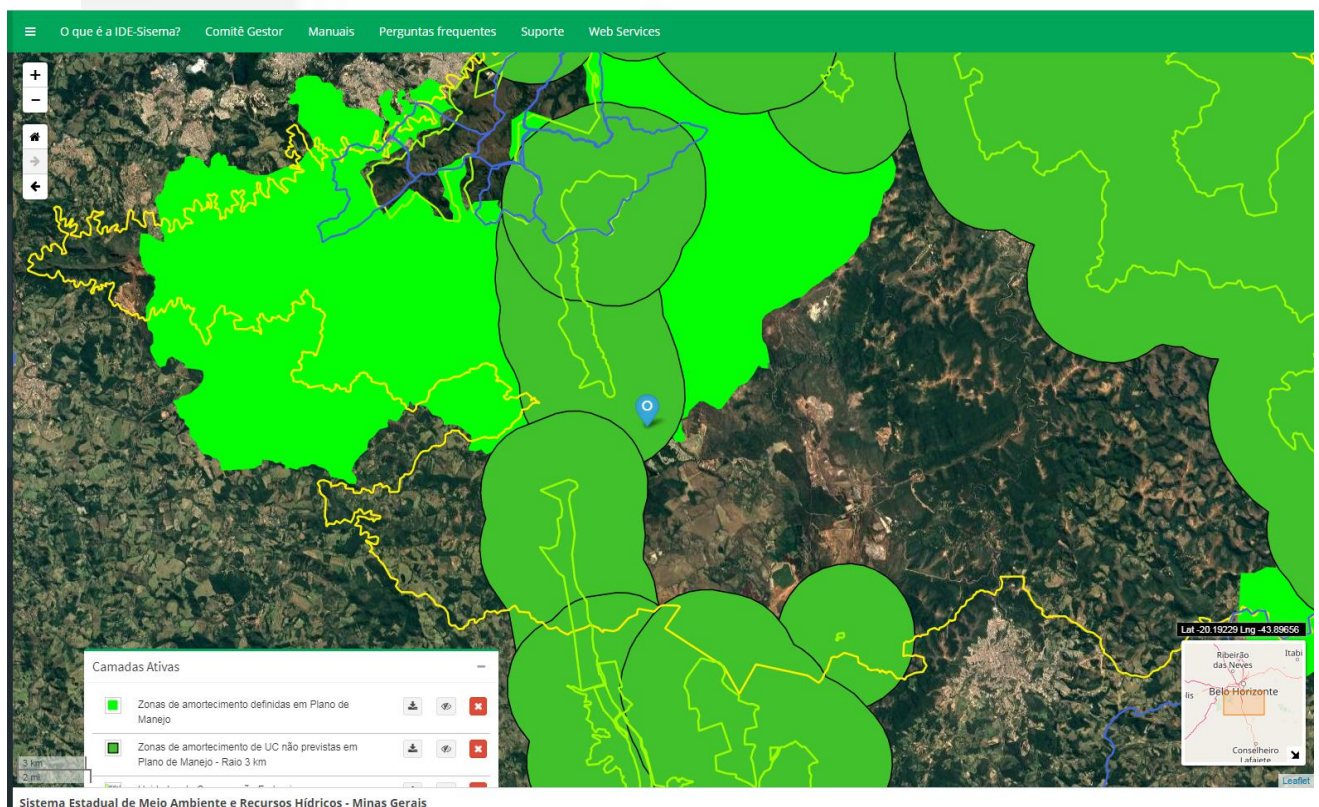 O que é a IDE-Sisema? Comitê Gestor Manuais Perguntas frequentes Suporte Web Services
+
−
Lat -20.19229 Lng -43.89656
Ribeirão das Neves
Itabi
lis
Belo Horizonte
Conselheiro Lafaiete
Camadas Ativas
Zonas de amortecimento definidas em Plano de
Manejo
Zonas de amortecimento de UC não previstas em
Plano de Manejo - Raio 3 km
3 km
2 mi
Leaflet
Sistema Estadual de Meio Ambiente e Recursos Hídricos - Minas Gerais